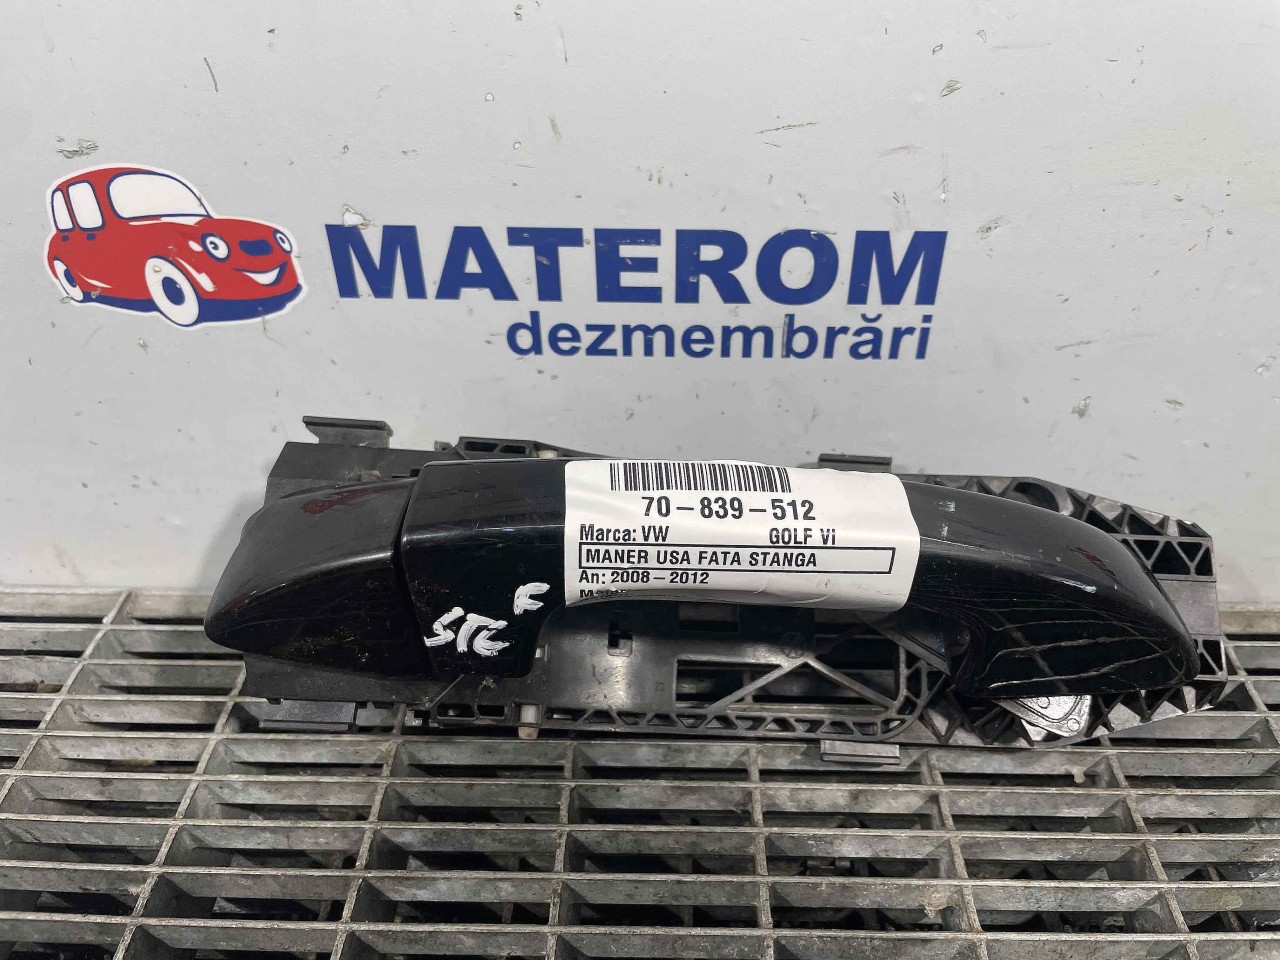 MATEROM
dezmembrări
70-839-512
Marca: VW GOLF Vi
MANER USA FATA STANGA
An: 2008-2012
F
STG